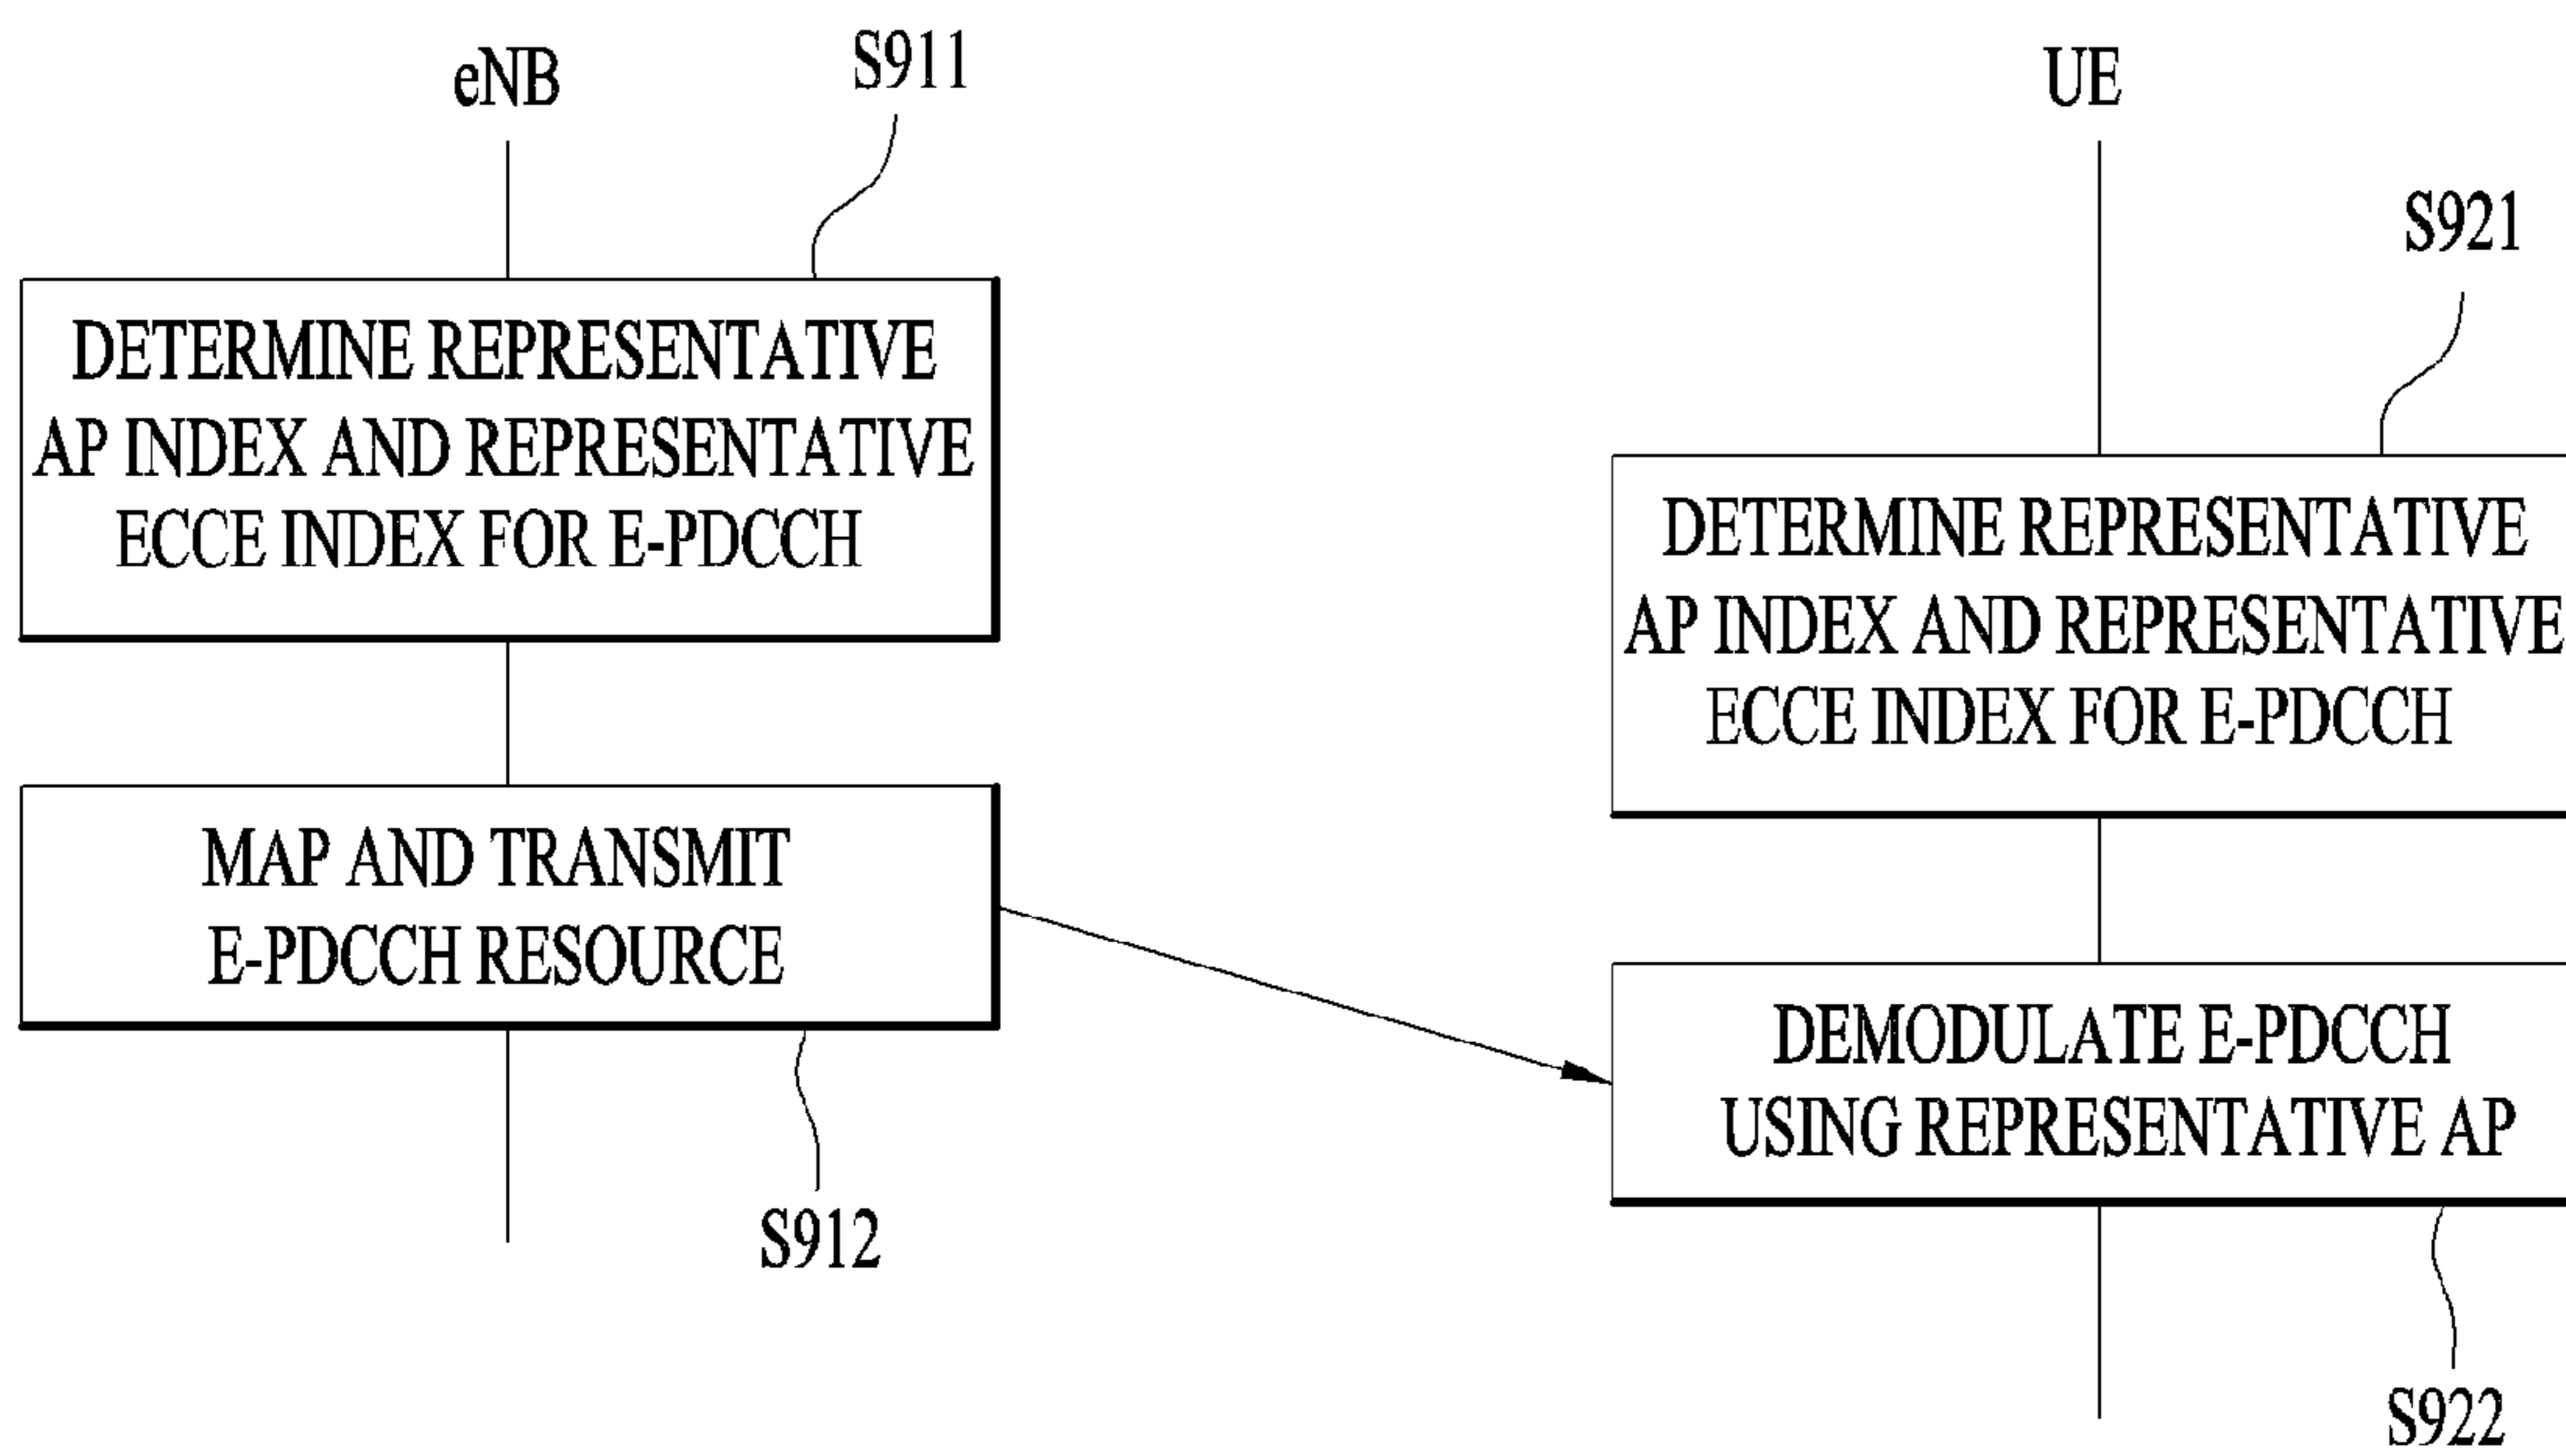 eNB
S911
DETERMINE REPRESENTATIVE
AP INDEX AND REPRESENTATIVE
ECCE INDEX FOR E-PDCCH
MAP AND TRANSMIT
E-PDCCH RESOURCE
S912
UE
S921
DETERMINE REPRESENTATIVE
AP INDEX AND REPRESENTATIVE
ECCE INDEX FOR E-PDCCH
DEMODULATE E-PDCCH
USING REPRESENTATIVE AP
S922